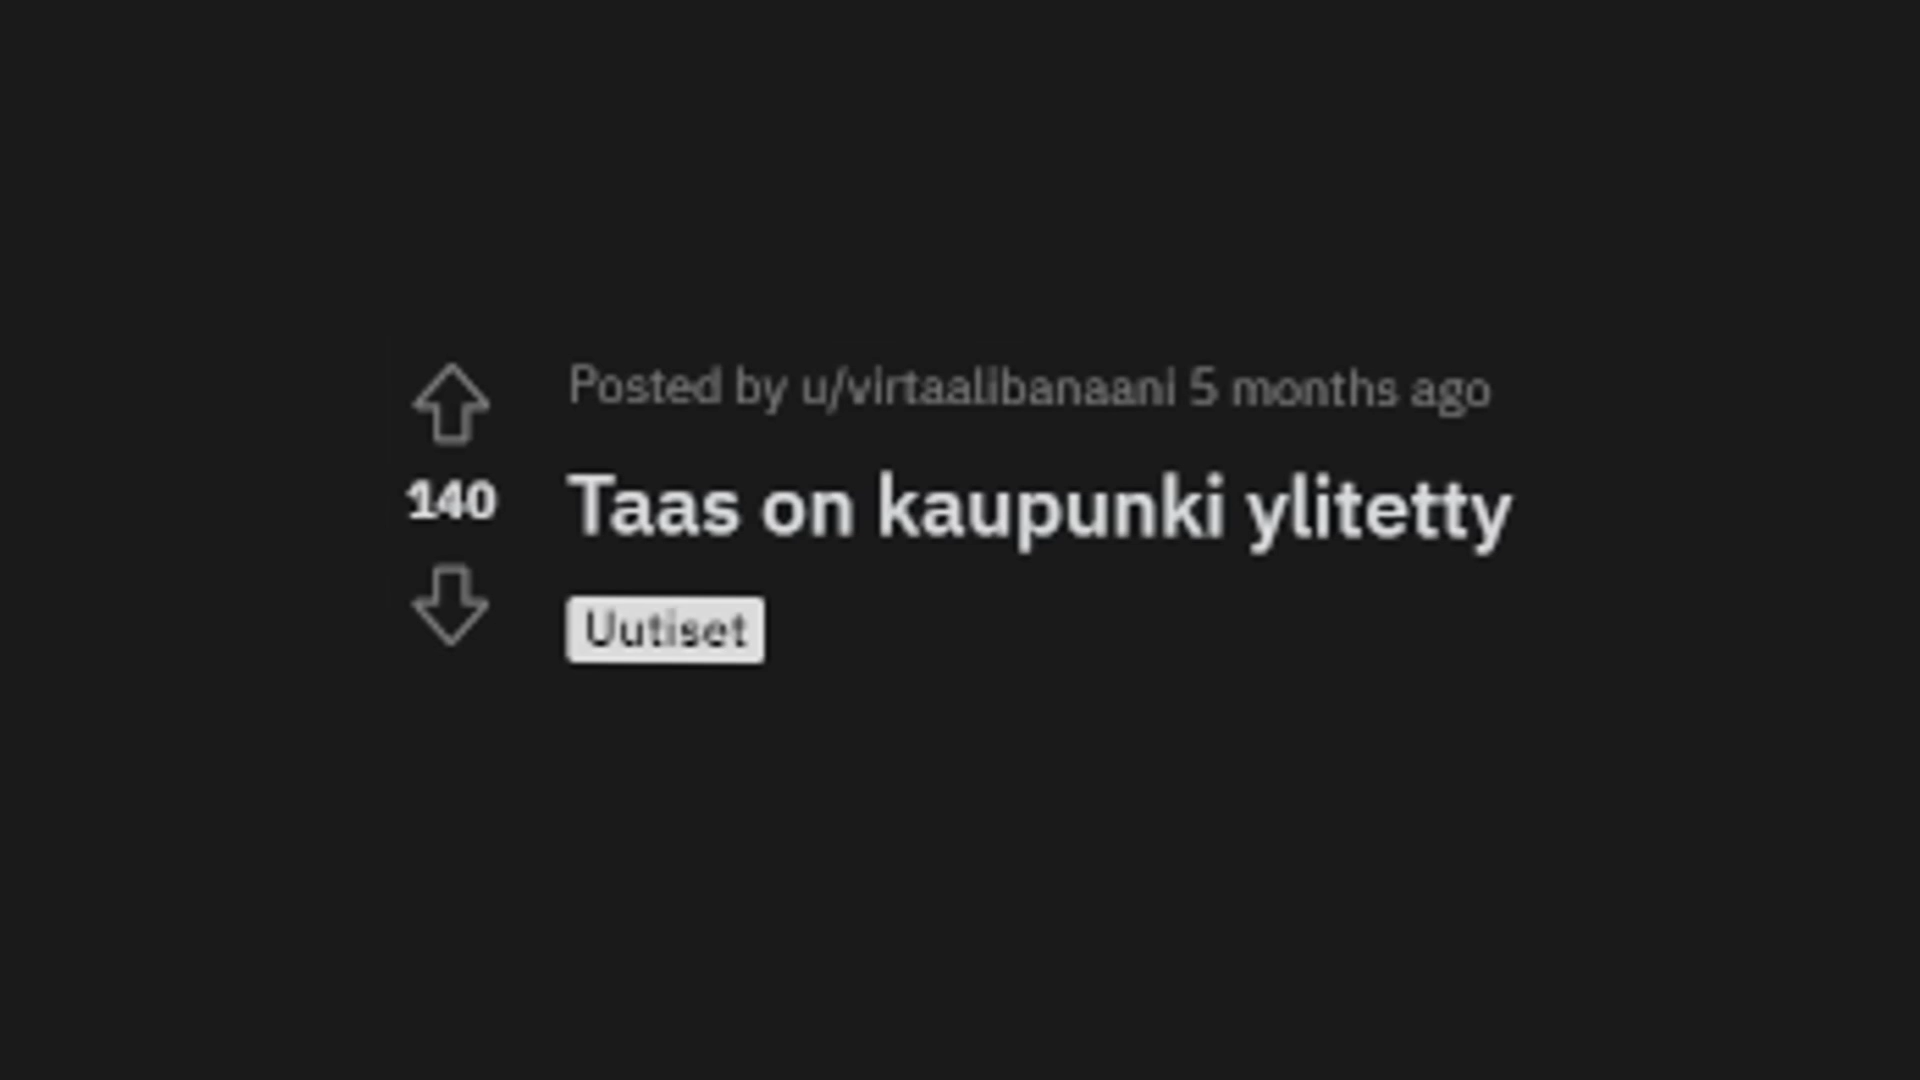 Posted by u/virtaalibanaani 5 months ago
140
Taas on kaupunki ylitetty
Uutiset